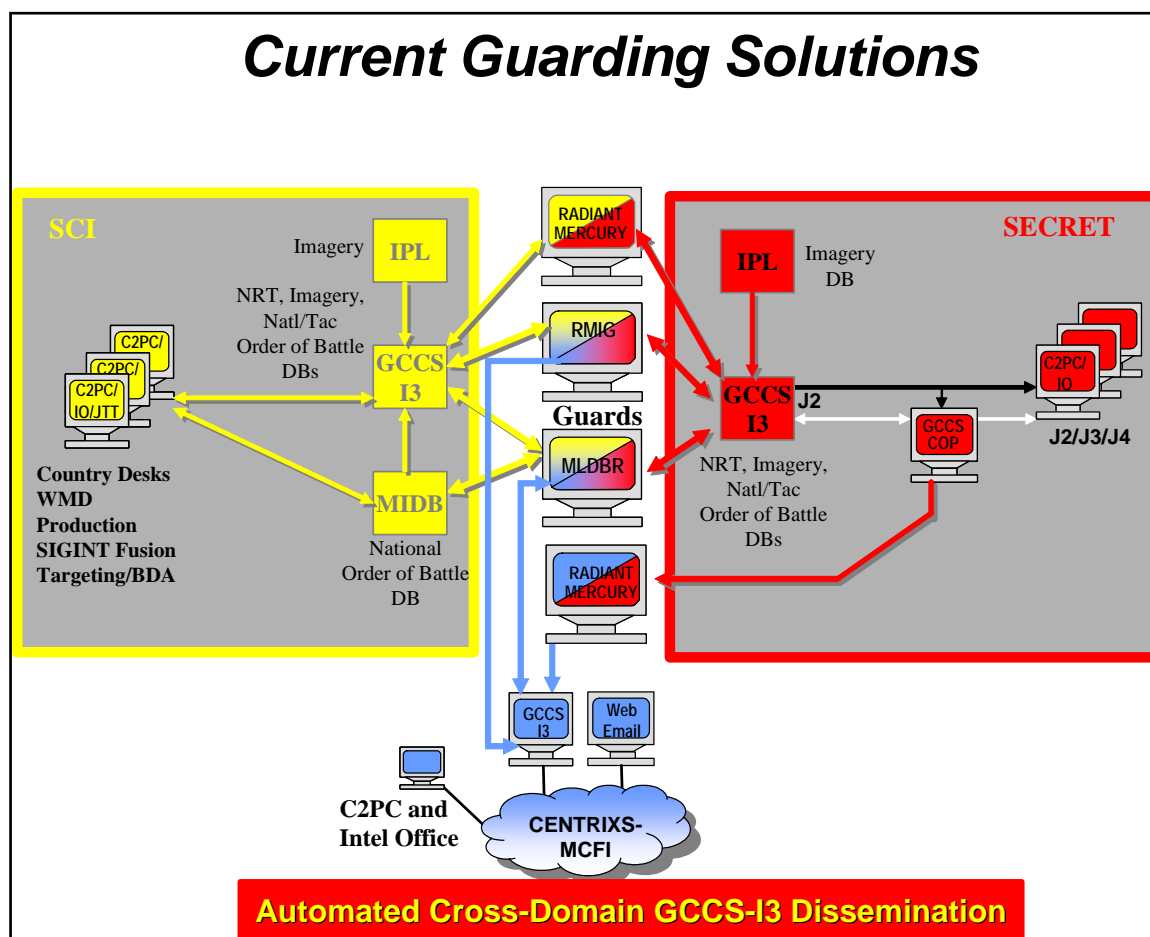 Current Guarding Solutions
SCI
Imagery
IPL
NRT, Imagery,
Natl/Tac
Order of Battle
DBs
GCCS
I3
C2PC/
C2PC/
C2PC/
IO/JTT
Country Desks
WMD
Production
SIGINT Fusion
Targeting/BDA
MIDB
National
Order of Battle
DB
RADIANT
MERCURY
RMIG
Guards
MLDBR
RADIANT
MERCURY
SECRET
IPL
Imagery
DB
GCCS
I3
J2
NRT, Imagery,
Natl/Tac
Order of Battle
DBs
GCCS
COP
C2PC/
IO
J2/J3/J4
GCCS
I3
Web
Email
C2PC and
Intel Office
CENTRIXS-
MCFI
Automated Cross-Domain GCCS-I3 Dissemination